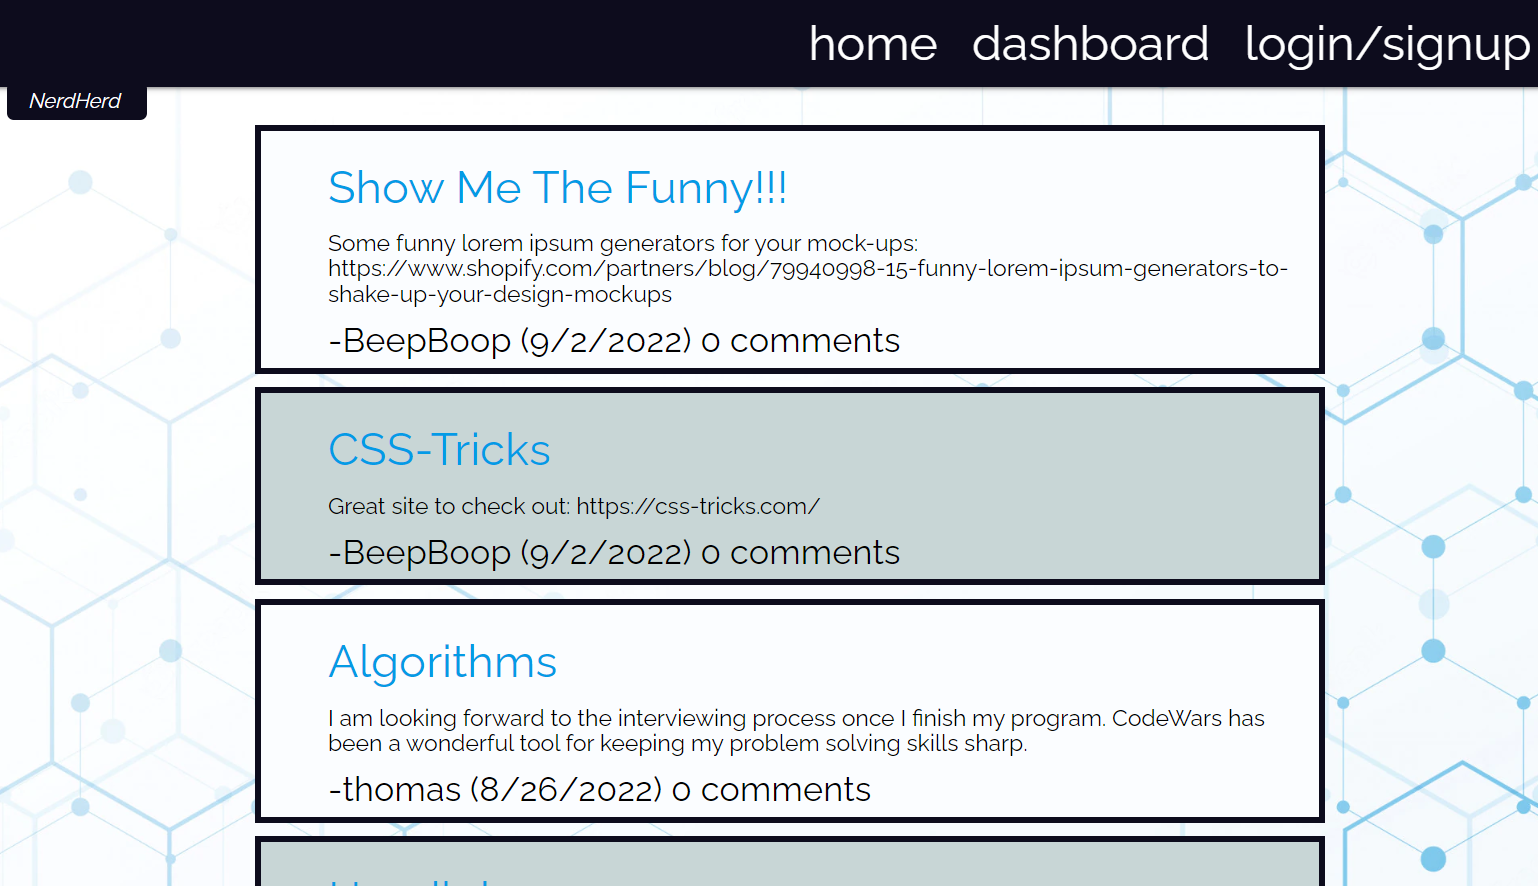 home dashboard login/signup
NerdHerd
Show Me The Funny!!!
Some funny lorem ipsum generators for your mock-ups:
https://www.shopify.com/partners/blog/79940998-15-funny-lorem-ipsum-generators-to-
shake-up-your-design-mockups
-BeepBoop (9/2/2022) 0 comments
CSS-Tricks
Great site to check out: https://css-tricks.com/
-BeepBoop (9/2/2022) 0 comments
Algorithms
I am looking forward to the interviewing process once I finish my program. CodeWars has
been a wonderful tool for keeping my problem solving skills sharp.
-thomas (8/26/2022) 0 comments